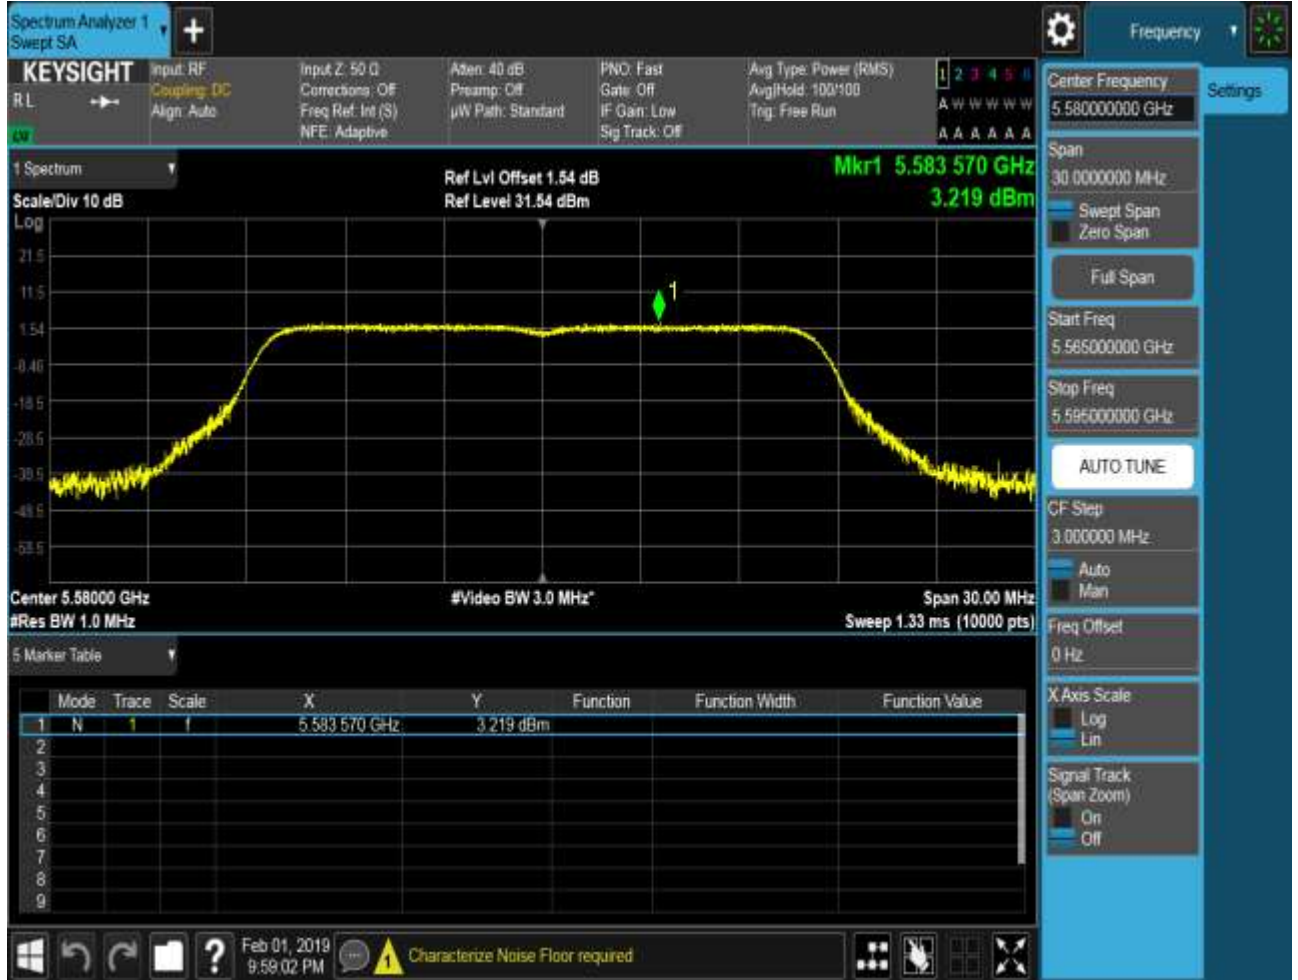 Spectrum Analyzer 1
Swept SA
Frequency
KEYSIGHT
RL
Input: RF
Coupling: DC
Align: Auto
Input Z: 50 Ω
Corrections: Off
Freq Ref: Int (S)
NFE: Adaptive
Atten: 40 dB
Preamp: Off
µW Path: Standard
PNO: Fast
Gate: Off
IF Gain: Low
Sig Track: Off
Avg Type: Power (RMS)
Avg|Hold: 100/100
Trig: Free Run
1 2 3 4 5 6
A W W W W W
A A A A A A
1 Spectrum
Scale/Div 10 dB
Ref Lvl Offset 1.54 dB
Ref Level 31.54 dBm
Mkr1 5.583 570 GHz
3.219 dBm
Log
21.5
11.5
1.54
-8.46
-18.5
-28.5
-38.5
-48.5
-58.5
1
Center 5.58000 GHz
#Res BW 1.0 MHz
#Video BW 3.0 MHz*
Span 30.00 MHz
Sweep 1.33 ms (10000 pts)
5 Marker Table
Mode Trace Scale X Y Function Function Width Function Value
1 N 1 f 5.583 570 GHz 3.219 dBm
2
3
4
5
6
7
8
9
Settings
Center Frequency
5.580000000 GHz
Span
30.0000000 MHz
Swept Span
Zero Span
Full Span
Start Freq
5.565000000 GHz
Stop Freq
5.595000000 GHz
AUTO TUNE
CF Step
3.000000 MHz
Auto
Man
Freq Offset
0 Hz
X Axis Scale
Log
Lin
Signal Track
(Span Zoom)
On
Off
?
Feb 01, 2019
9:59:02 PM
1
Characterize Noise Floor required